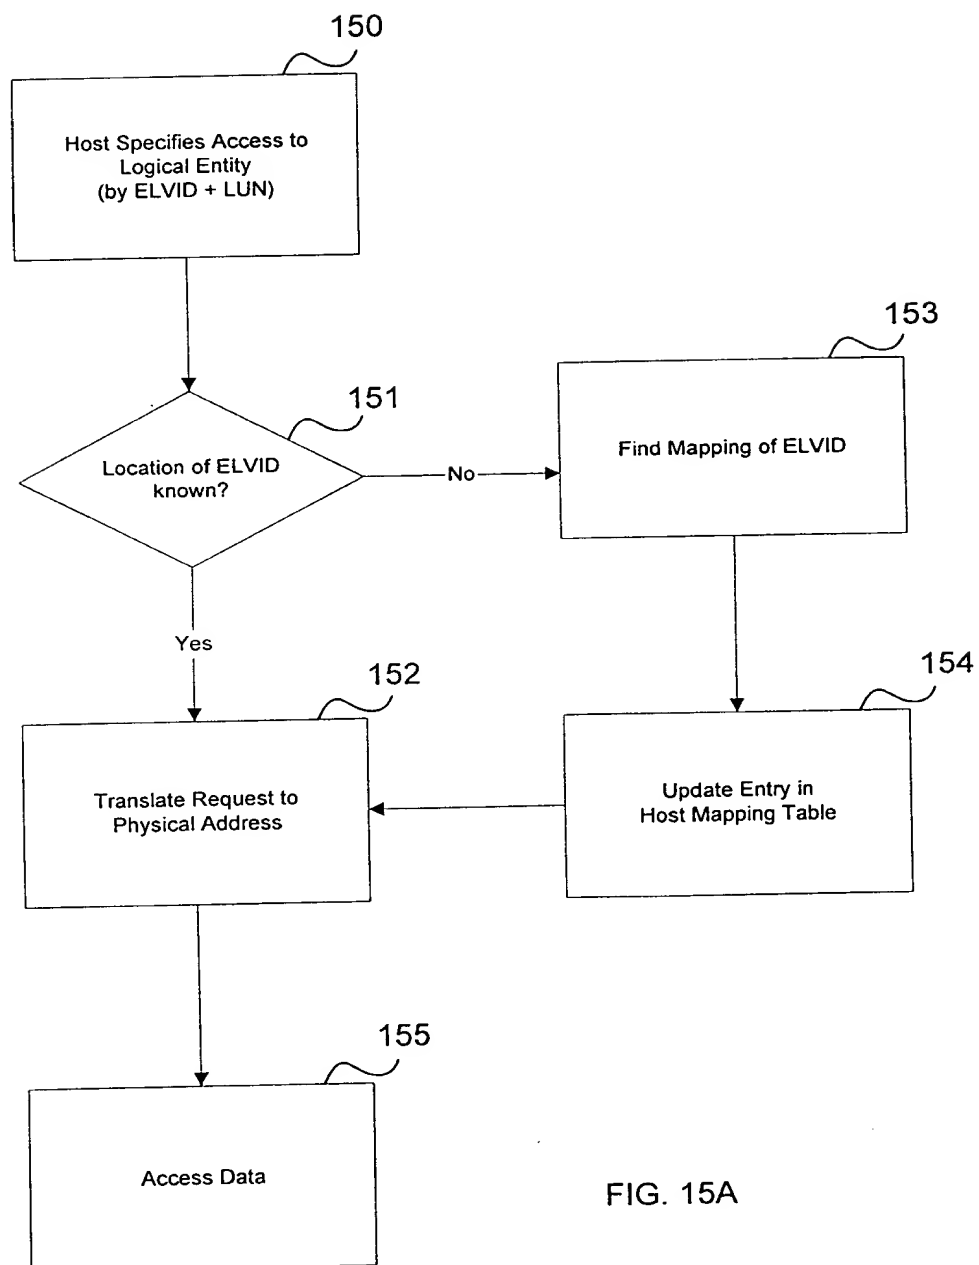 150
Host Specifies Access to
Logical Entity
(by ELVID + LUN)
151
Location of ELVID
known?
No
153
Find Mapping of ELVID
Yes
152
Translate Request to
Physical Address
154
Update Entry in
Host Mapping Table
155
Access Data
FIG. 15A